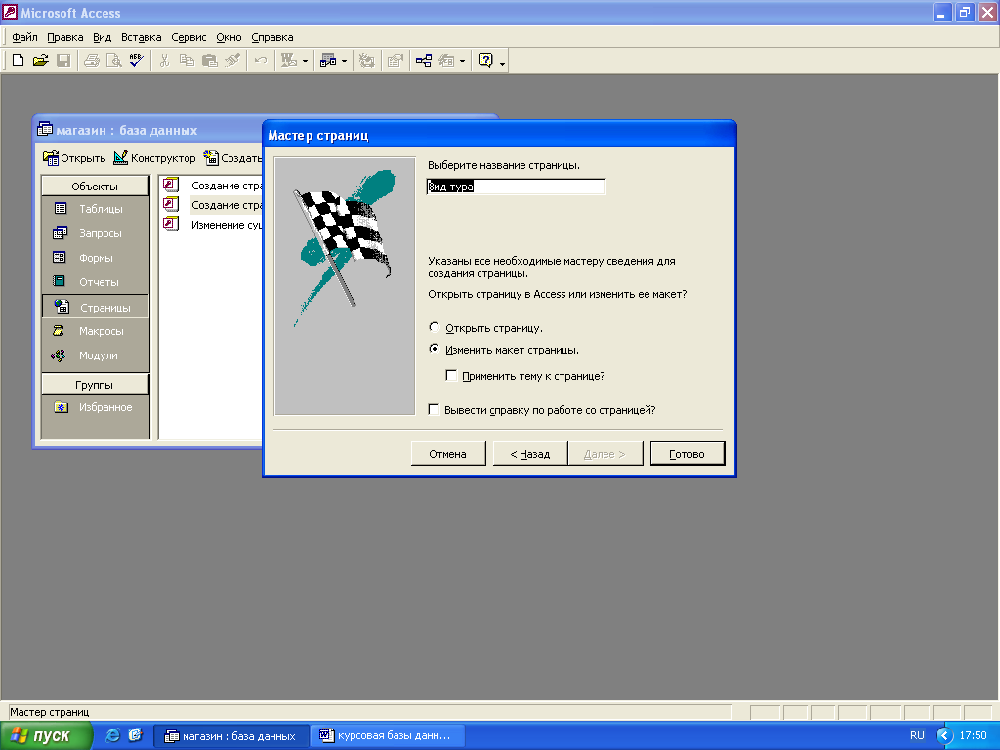 Microsoft Access
Файл Правка Вид Вставка Сервис Окно Справка
магазин : база данных
Открыть Конструктор Создать
Объекты
Таблицы
Запросы
Формы
Отчеты
Страницы
Макросы
Модули
Группы
Избранное
Создание стра
Создание стра
Изменение су
Мастер страниц
Выберите название страницы.
Вид тура
Указаны все необходимые мастеру сведения для
создания страницы.
Открыть страницу в Access или изменить ее макет?
Открыть страницу.
Изменить макет страницы.
Применить тему к странице?
Вывести справку по работе со страницей?
Отмена < Назад Далее > Готово
Мастер страниц
пуск магазин : база данных курсовая базы данн... RU 17:50